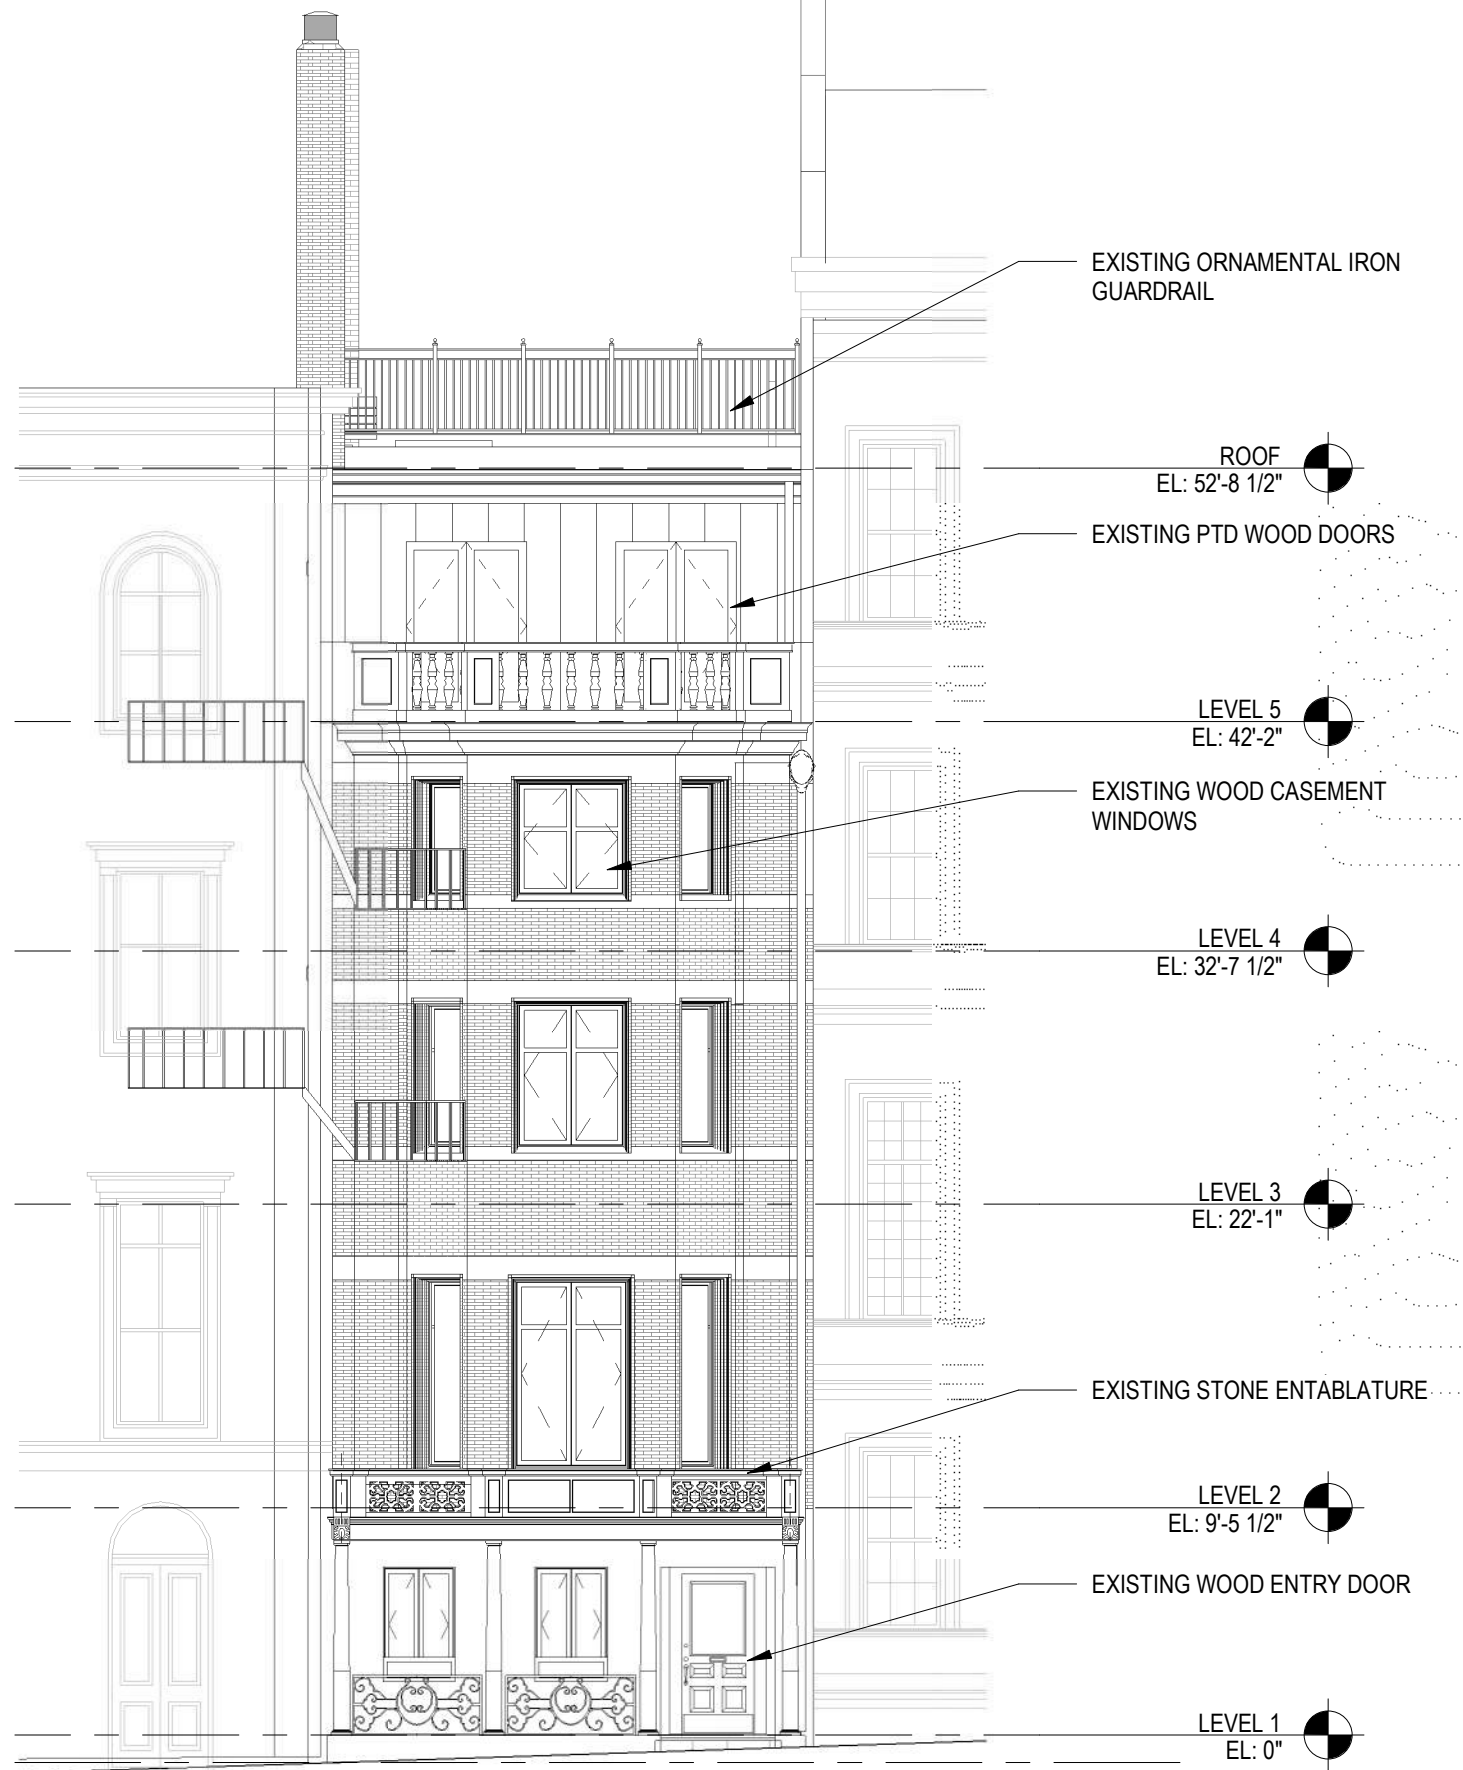 EXISTING ORNAMENTAL IRON
GUARDRAIL
ROOF
EL: 52'-8 1/2"
EXISTING PTD WOOD DOORS
LEVEL 5
EL: 42'-2"
EXISTING WOOD CASEMENT
WINDOWS
LEVEL 4
EL: 32'-7 1/2"
LEVEL 3
EL: 22'-1"
EXISTING STONE ENTABLATURE
LEVEL 2
EL: 9'-5 1/2"
EXISTING WOOD ENTRY DOOR
LEVEL 1
EL: 0"